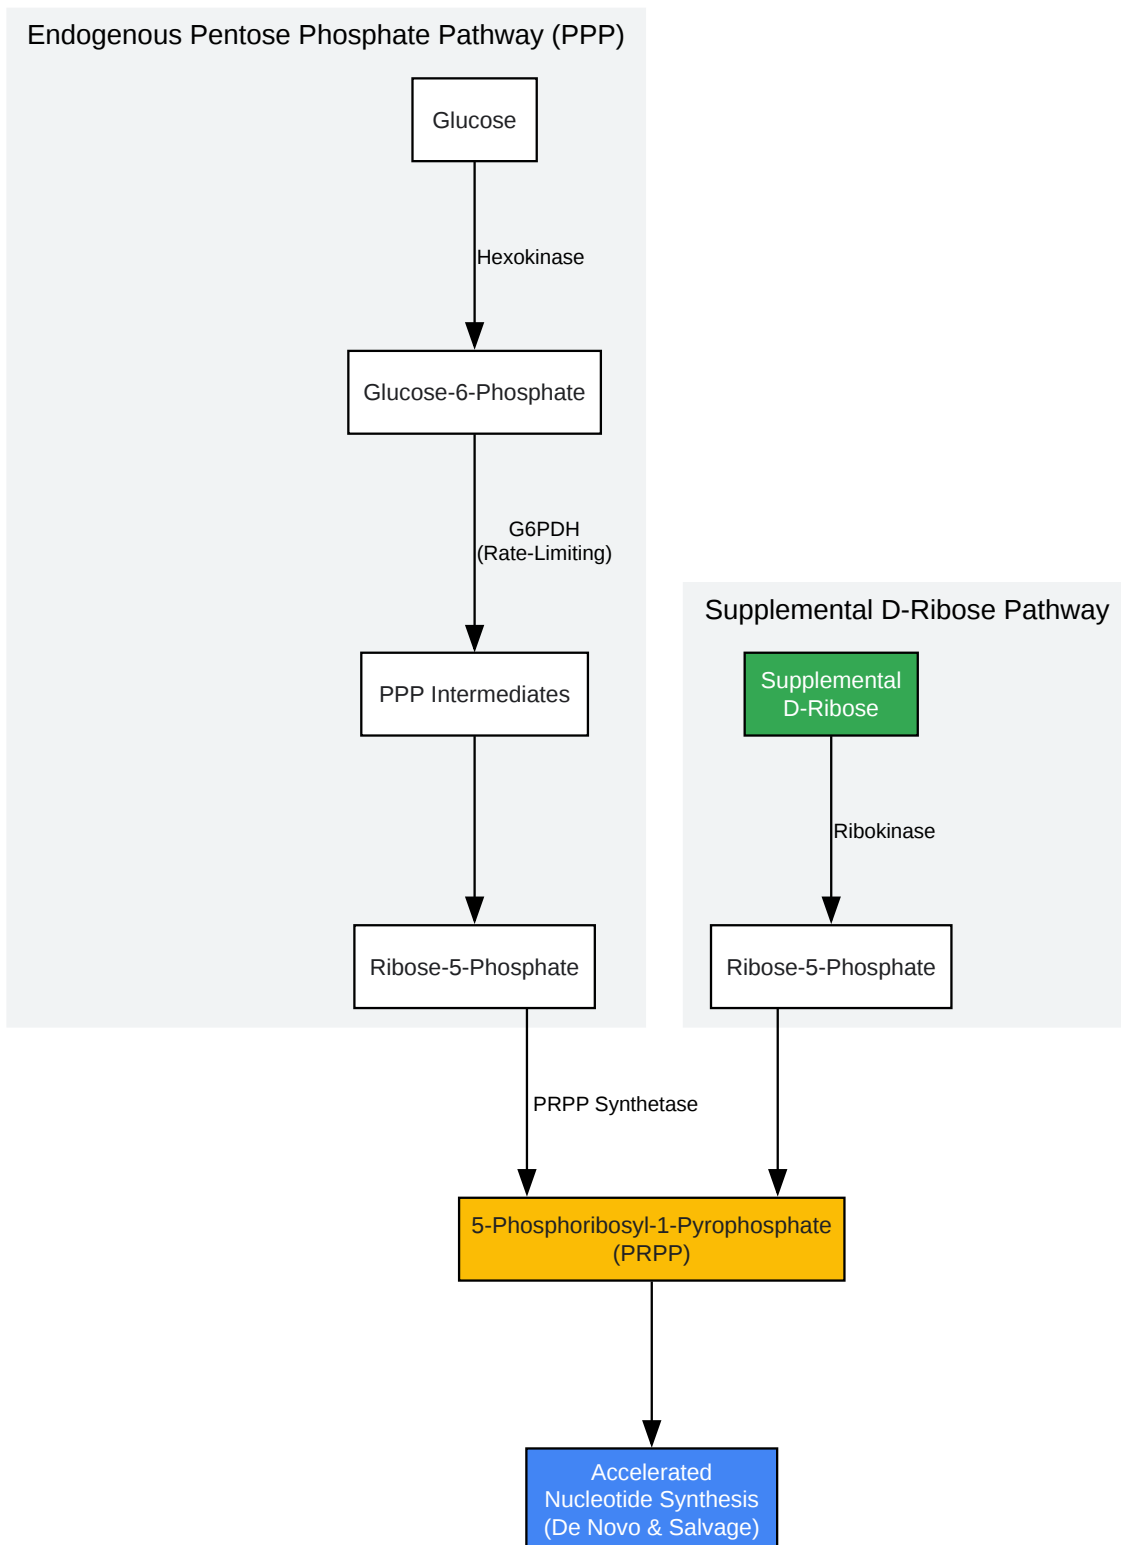 Endogenous Pentose Phosphate Pathway (PPP)
Glucose
Hexokinase
Glucose-6-Phosphate
G6PDH
(Rate-Limiting)
PPP Intermediates
Ribose-5-Phosphate
Supplemental D-Ribose Pathway
Supplemental
D-Ribose
Ribokinase
Ribose-5-Phosphate
PRPP Synthetase
5-Phosphoribosyl-1-Pyrophosphate
(PRPP)
Accelerated
Nucleotide Synthesis
(De Novo & Salvage)